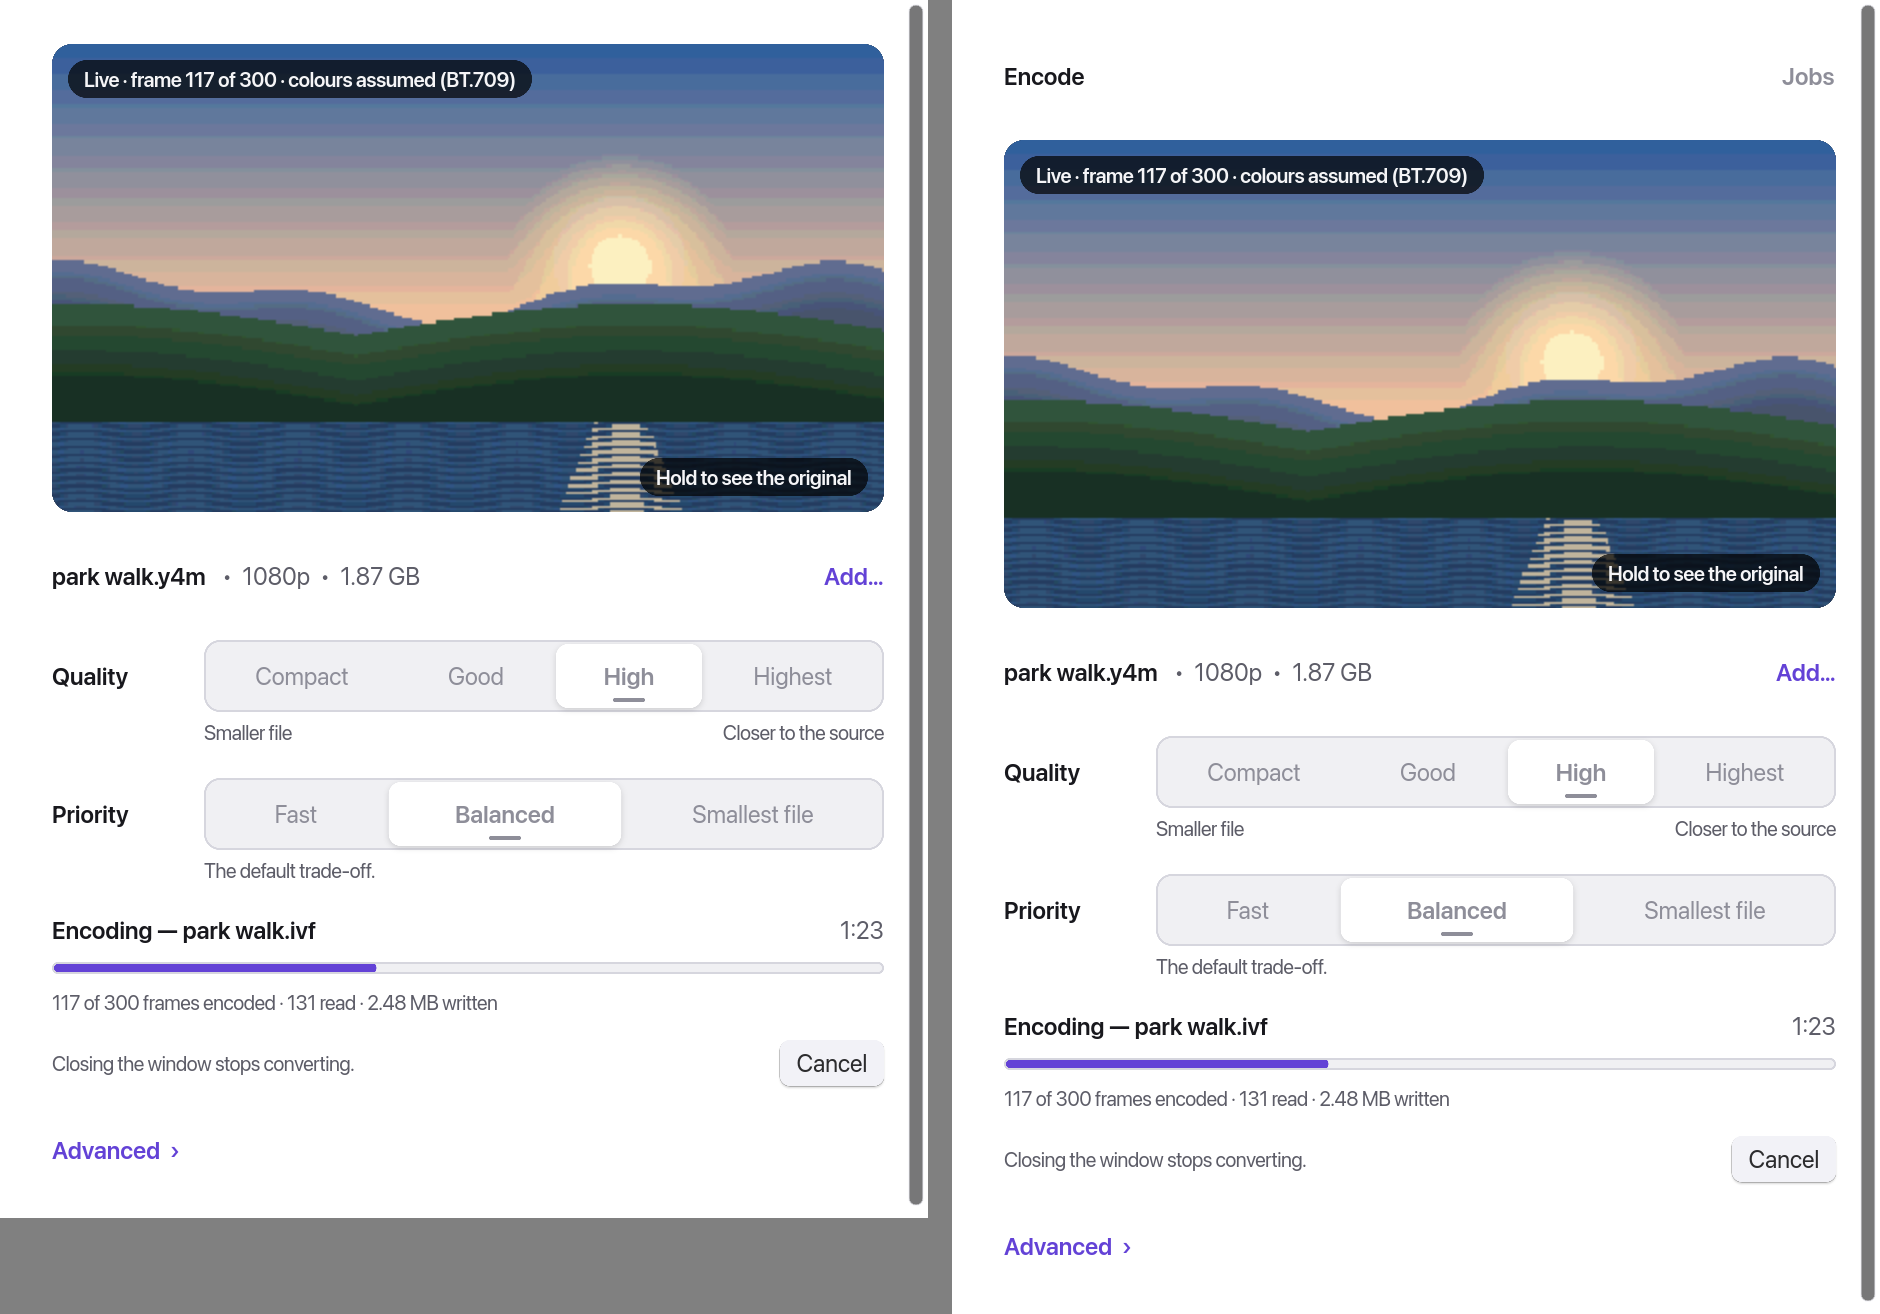 Live · frame 117 of 300 · colours assumed (BT.709)
Hold to see the original
park walk.y4m • 1080p • 1.87 GB Add...
Quality Compact Good High Highest
Smaller file Closer to the source
Priority Fast Balanced Smallest file
The default trade-off.
Encoding — park walk.ivf 1:23
117 of 300 frames encoded · 131 read · 2.48 MB written
Closing the window stops converting. Cancel
Advanced ›
Encode Jobs
Live · frame 117 of 300 · colours assumed (BT.709)
Hold to see the original
park walk.y4m • 1080p • 1.87 GB Add...
Quality Compact Good High Highest
Smaller file Closer to the source
Priority Fast Balanced Smallest file
The default trade-off.
Encoding — park walk.ivf 1:23
117 of 300 frames encoded · 131 read · 2.48 MB written
Closing the window stops converting. Cancel
Advanced ›